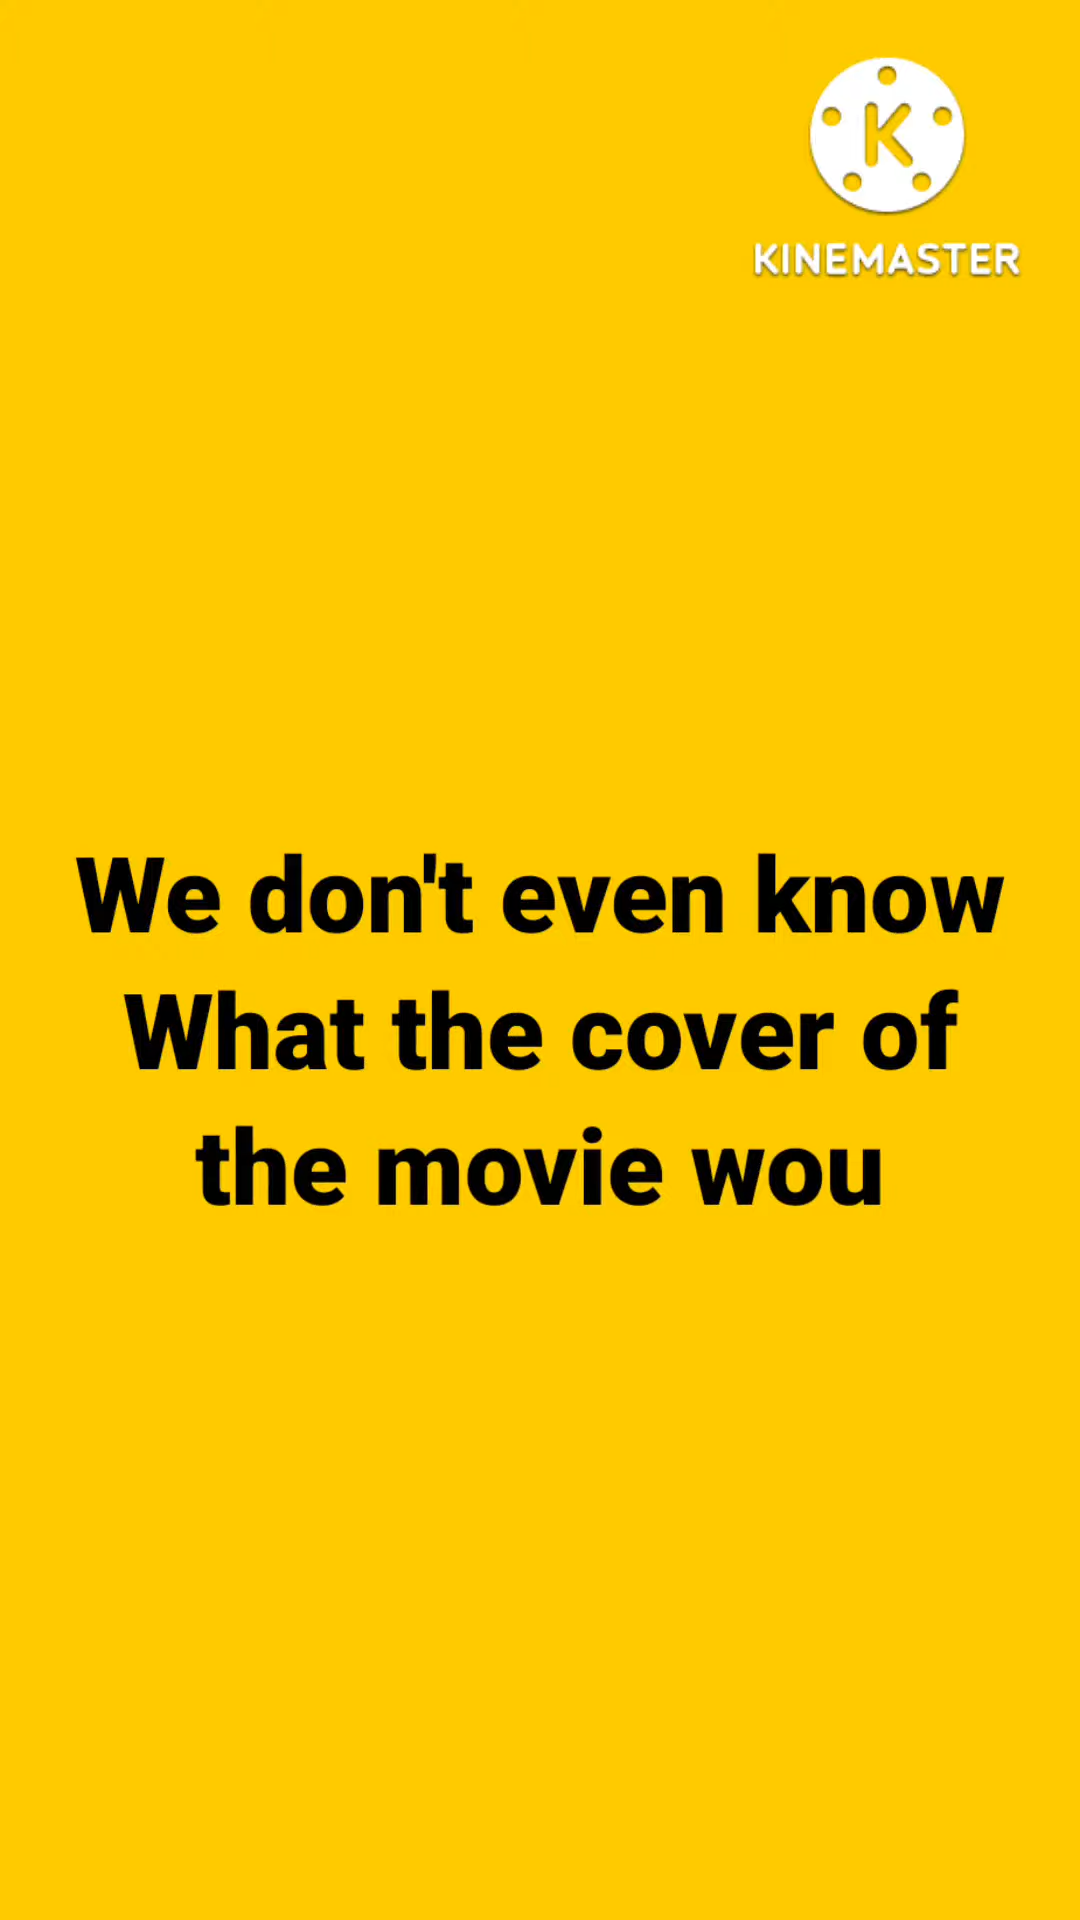 K
KINEMASTER
We don't even know
What the cover of
the movie wou